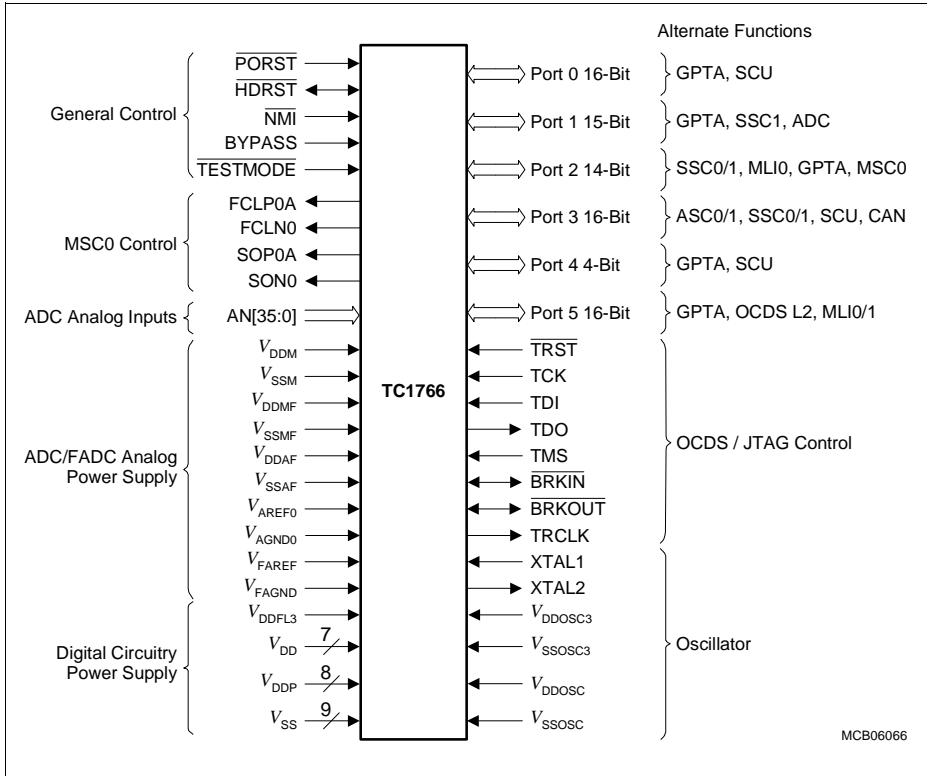 Alternate Functions
General Control
PORST
HDRST
NMI
BYPASS
TESTMODE
MSC0 Control
FCLP0A
FCLN0
SOP0A
SON0
ADC Analog Inputs
AN[35:0]
ADC/FADC Analog
Power Supply
VDDM
VSSM
VDDMF
VSSMF
VDDAF
VSSAF
VAREF0
VAGND0
VFAREF
VFAGND
Digital Circuitry
Power Supply
VDDFL3
VDD 7
VDDP 8
VSS 9
TC1766
Port 0 16-Bit GPTA, SCU
Port 1 15-Bit GPTA, SSC1, ADC
Port 2 14-Bit SSC0/1, MLI0, GPTA, MSC0
Port 3 16-Bit ASC0/1, SSC0/1, SCU, CAN
Port 4 4-Bit GPTA, SCU
Port 5 16-Bit GPTA, OCDS L2, MLI0/1
TRST
TCK
TDI
TDO
TMS
BRKIN
BRKOUT
TRCLK
OCDS / JTAG Control
XTAL1
XTAL2
VDDOSC3
VSSOSC3
VDDOSC
VSSOSC
Oscillator
MCB06066